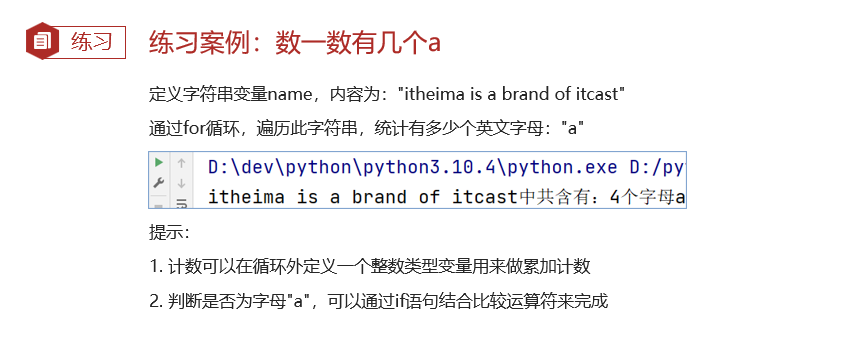 练习
练习案例：数一数有几个a
定义字符串变量name，内容为："itheima is a brand of itcast"
通过for循环，遍历此字符串，统计有多少个英文字母："a"
D:\dev\python\python3.10.4\python.exe D:/py
itheima is a brand of itcast中共含有：4个字母a
提示：
1. 计数可以在循环外定义一个整数类型变量用来做累加计数
2. 判断是否为字母"a"，可以通过if语句结合比较运算符来完成